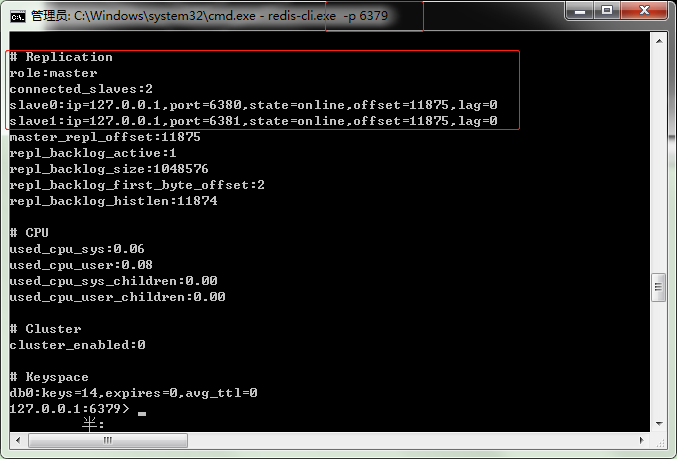 管理员: C:\Windows\system32\cmd.exe - redis-cli.exe  -p 6379
# Replication
role:master
connected_slaves:2
slave0:ip=127.0.0.1,port=6380,state=online,offset=11875,lag=0
slave1:ip=127.0.0.1,port=6381,state=online,offset=11875,lag=0
master_repl_offset:11875
repl_backlog_active:1
repl_backlog_size:1048576
repl_backlog_first_byte_offset:2
repl_backlog_histlen:11874
# CPU
used_cpu_sys:0.06
used_cpu_user:0.08
used_cpu_sys_children:0.00
used_cpu_user_children:0.00
# Cluster
cluster_enabled:0
# Keyspace
db0:keys=14,expires=0,avg_ttl=0
127.0.0.1:6379> _
半: